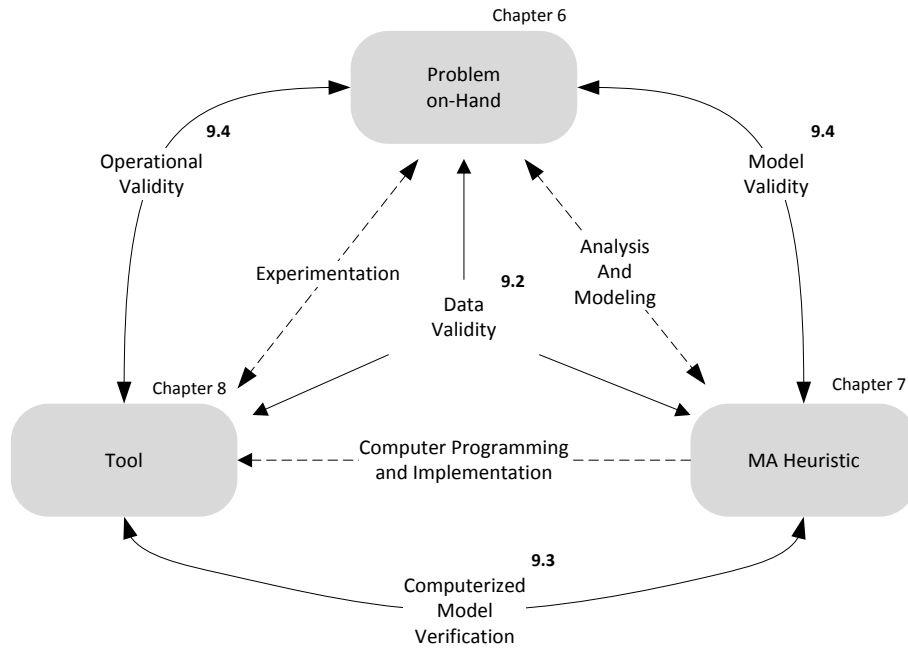 Chapter 6
Problem
on-Hand
9.4
Operational
Validity
9.4
Model
Validity
Experimentation
Analysis
And
Modeling
9.2
Data
Validity
Chapter 8
Tool
Chapter 7
MA Heuristic
Computer Programming
and Implementation
9.3
Computerized
Model
Verification